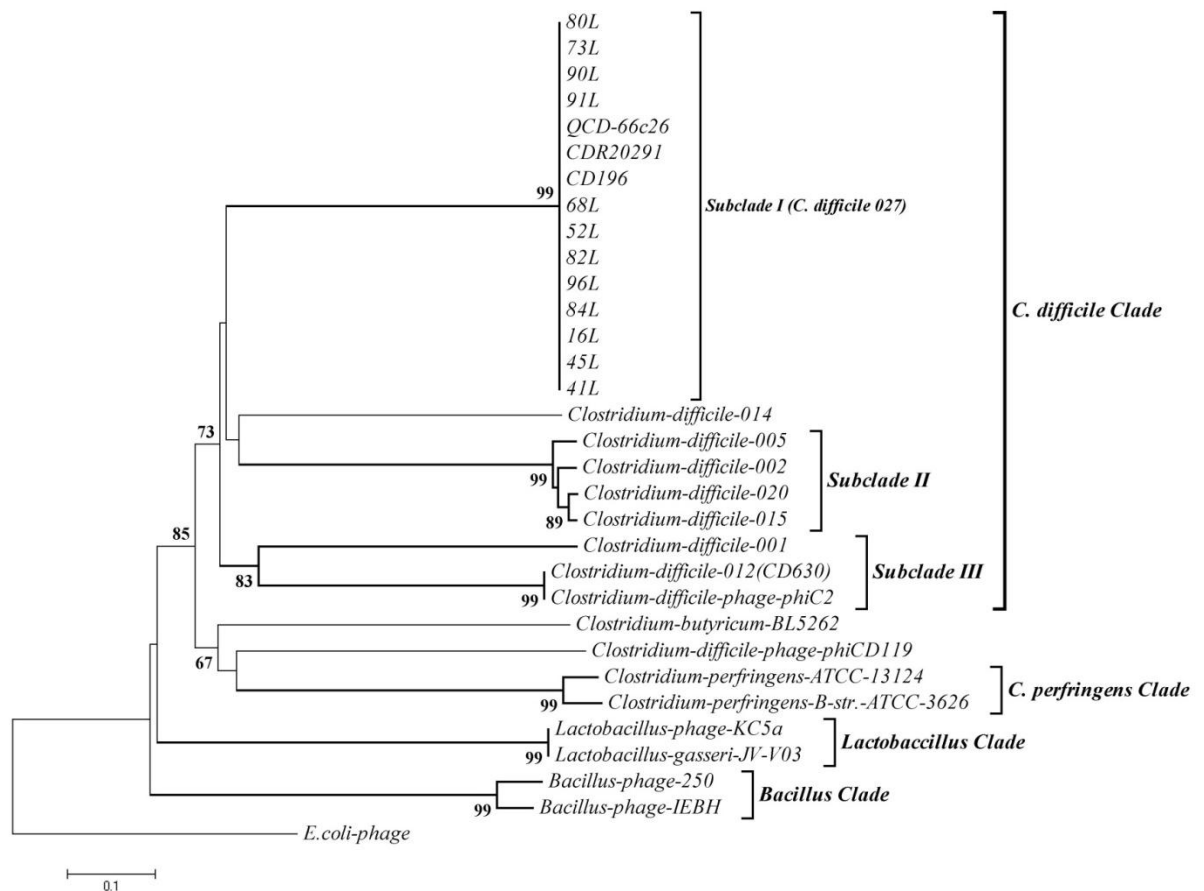 80L
73L
90L
91L
QCD-66c26
CDR20291
CD196
99
68L
Subclade I (C. difficile 027)
52L
82L
96L
84L
C. difficile Clade
16L
45L
41L
Clostridium-difficile-014
73
Clostridium-difficile-005
99
Clostridium-difficile-002
Subclade II
Clostridium-difficile-020
89
Clostridium-difficile-015
85
Clostridium-difficile-001
83
Clostridium-difficile-012(CD630)
Subclade III
99
Clostridium-difficile-phage-phiC2
Clostridium-butyricum-BL5262
67
Clostridium-difficile-phage-phiCD119
Clostridium-perfringens-ATCC-13124
C. perfringens Clade
99
Clostridium-perfringens-B-str.-ATCC-3626
Lactobacillus-phage-KC5a
Lactobaccillus Clade
99
Lactobacillus-gasseri-JV-V03
Bacillus-phage-250
Bacillus Clade
99
Bacillus-phage-IEBH
E.coli-phage
0.1